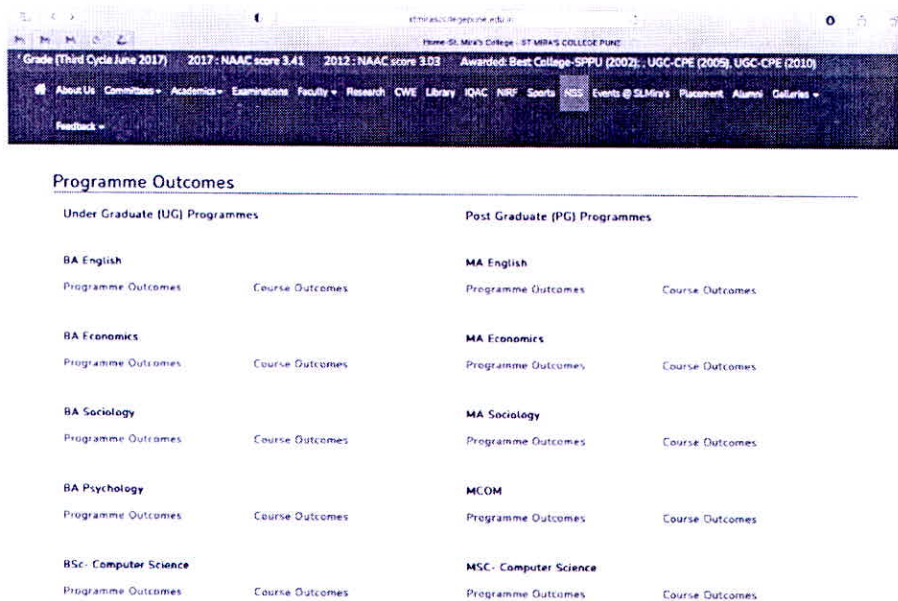 Home-St. Mira's College - ST MIRA'S COLLEGE PUNE
Grade (Third Cycle June 2017) 2017 : NAAC score 3.41 2012 : NAAC score 3.03 Awarded: Best College-SPPU (2002), , UGC-CPE (2005), UGC-CPE (2010)
About Us Committees Academics Examinations Faculty Research CWE Library IQAC NIRF Sports NSS Events @ St.Mira's Placement Alumni Galleries
Feedback
Programme Outcomes
Under Graduate (UG) Programmes Post Graduate (PG) Programmes
BA English MA English
Programme Outcomes Course Outcomes Programme Outcomes Course Outcomes
BA Economics MA Economics
Programme Outcomes Course Outcomes Programme Outcomes Course Outcomes
BA Sociology MA Sociology
Programme Outcomes Course Outcomes Programme Outcomes Course Outcomes
BA Psychology MCOM
Programme Outcomes Course Outcomes Programme Outcomes Course Outcomes
BSc- Computer Science MSC- Computer Science
Programme Outcomes Course Outcomes Programme Outcomes Course Outcomes